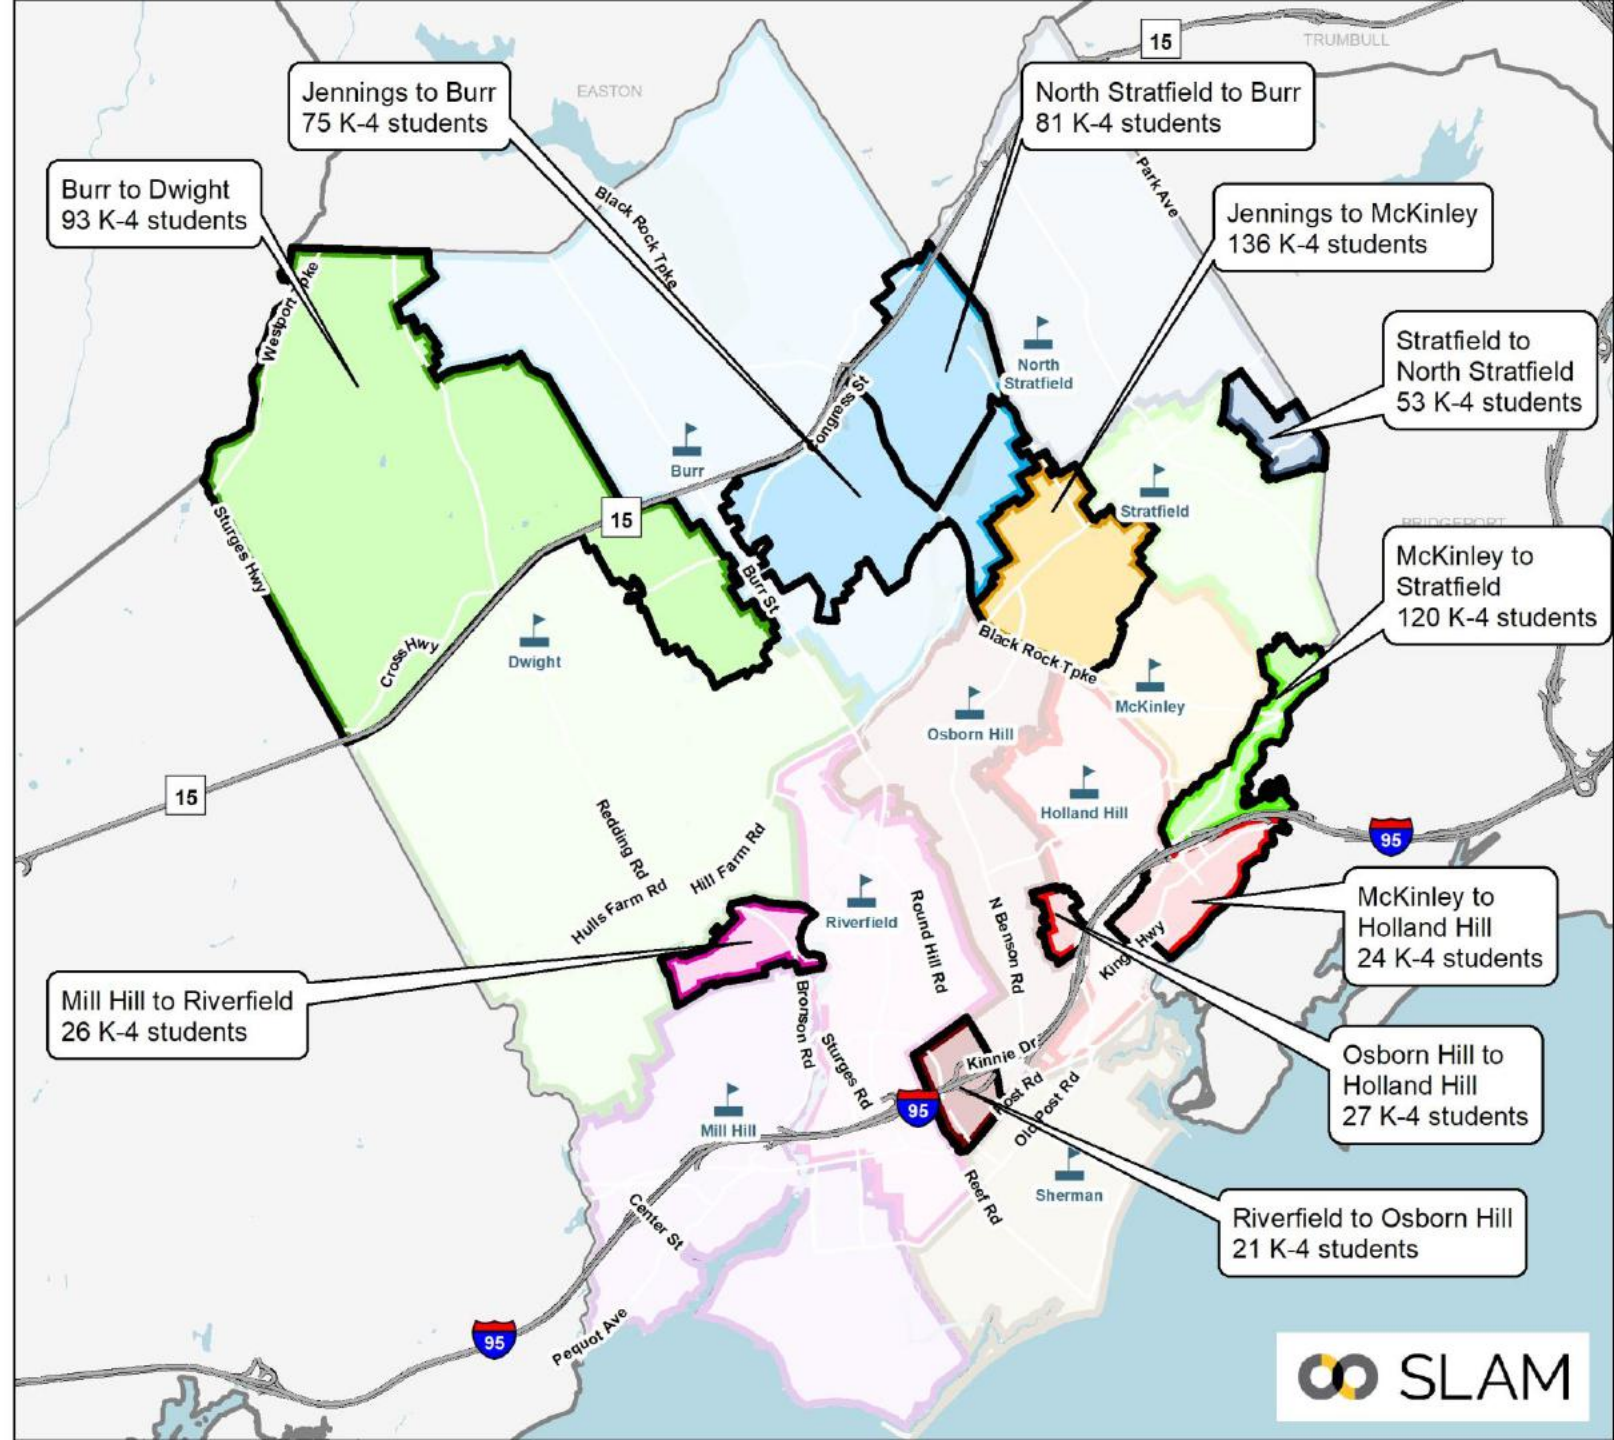 15
TRUMBULL
EASTON
Jennings to Burr
75 K-4 students
North Stratfield to Burr
81 K-4 students
Burr to Dwight
93 K-4 students
Black Rock Tpke
Park Ave
Jennings to McKinley
136 K-4 students
Westport Tpke
Stratfield to
North Stratfield
53 K-4 students
North
Stratfield
Congress St
Burr
15
Stratfield
BRIDGEPORT
Sturges Hwy
McKinley to
Stratfield
120 K-4 students
Burr St
Cross Hwy
Dwight
Black Rock Tpke
McKinley
Osborn Hill
15
Holland Hill
95
Redding Rd
Hill Farm Rd
Hulls Farm Rd
Riverfield
Round Hill Rd
N Benson Rd
Kings Hwy
McKinley to
Holland Hill
24 K-4 students
Mill Hill to Riverfield
26 K-4 students
Bronson Rd
Sturges Rd
Kinnie Dr
Post Rd
Old Post Rd
Osborn Hill to
Holland Hill
27 K-4 students
95
Mill Hill
Sherman
Reef Rd
Center St
Riverfield to Osborn Hill
21 K-4 students
95
Pequot Ave
SLAM